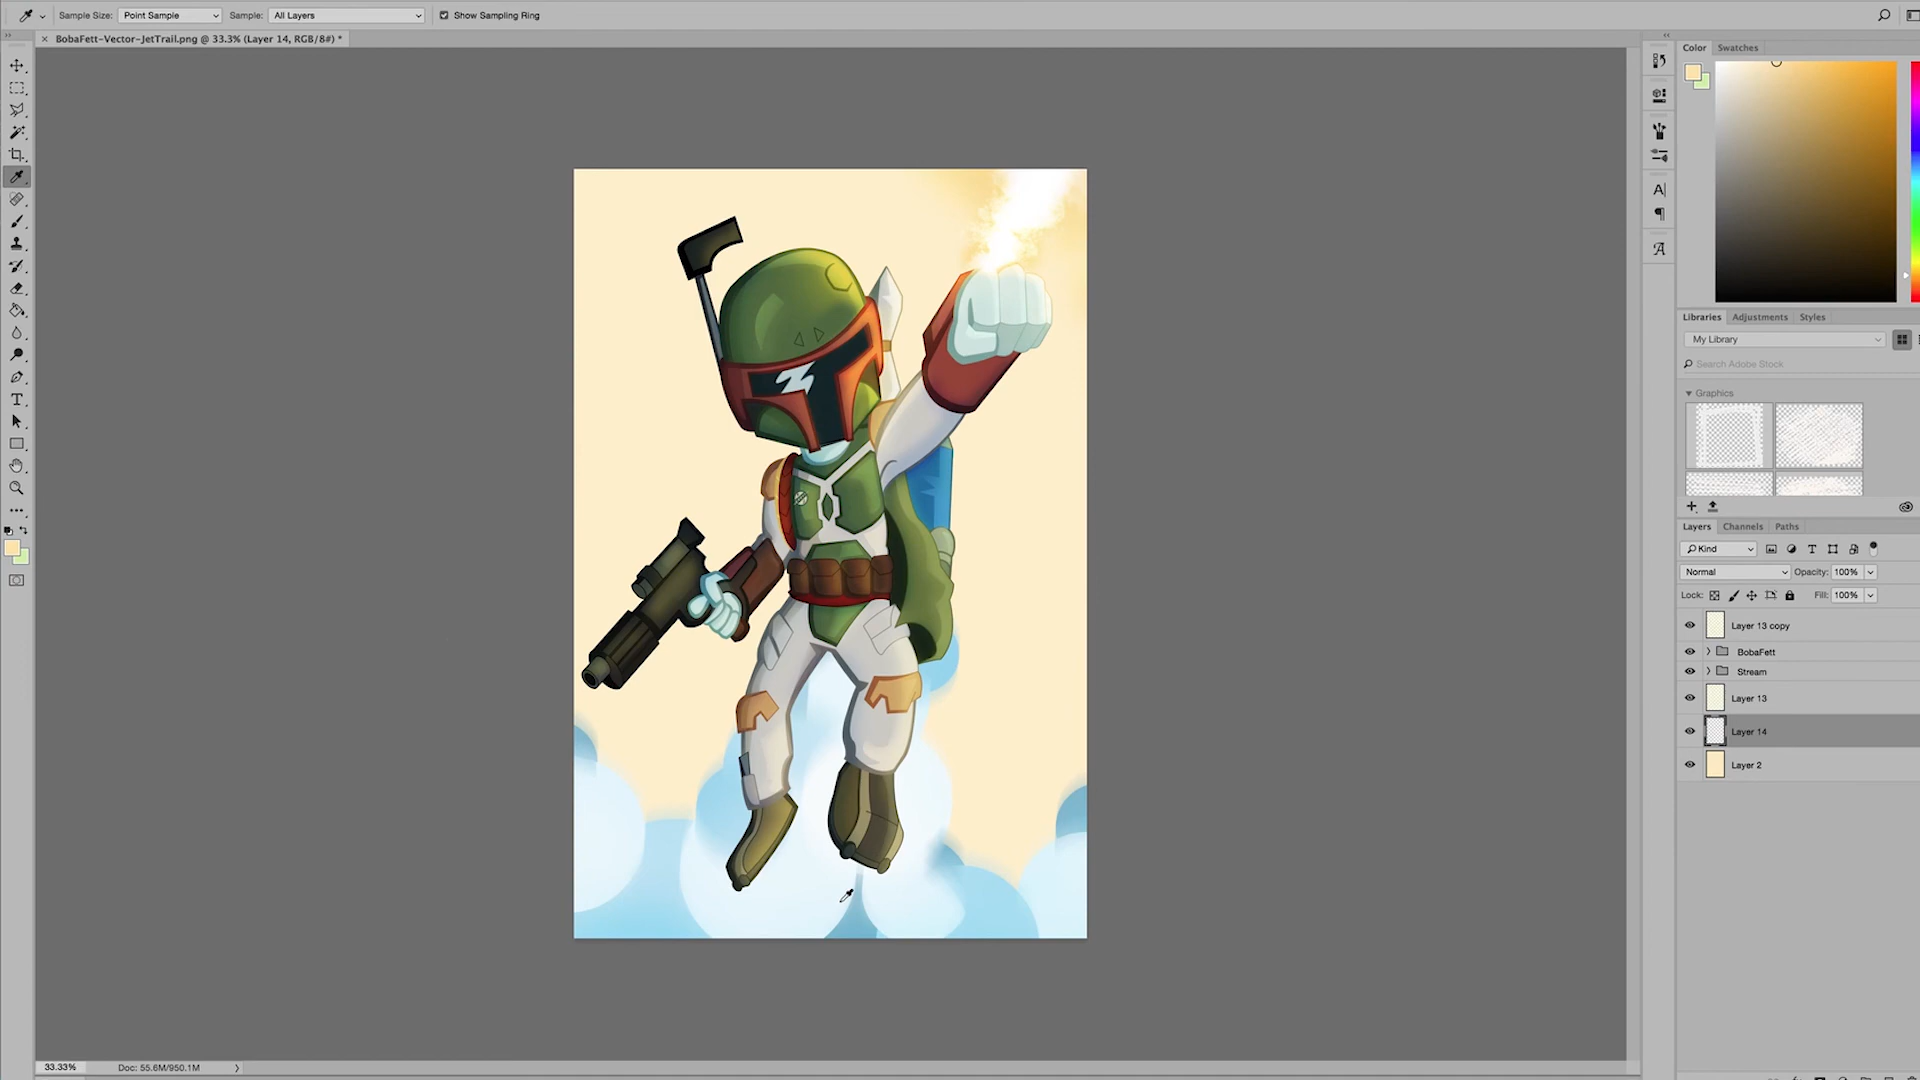 Sample Size: Point Sample Sample: All Layers Show Sampling Ring
BobaFett-Vector-JetTrail.png @ 33.3% (Layer 14, RGB/8#) *
Color Swatches
Libraries Adjustments Styles
My Library
Search Adobe Stock
Graphics
Layers Channels Paths
Kind
Normal Opacity: 100%
Lock: Fill: 100%
Layer 13 copy
BobaFett
Stream
Layer 13
Layer 14
Layer 2
33.33% Doc: 55.6M/950.1M